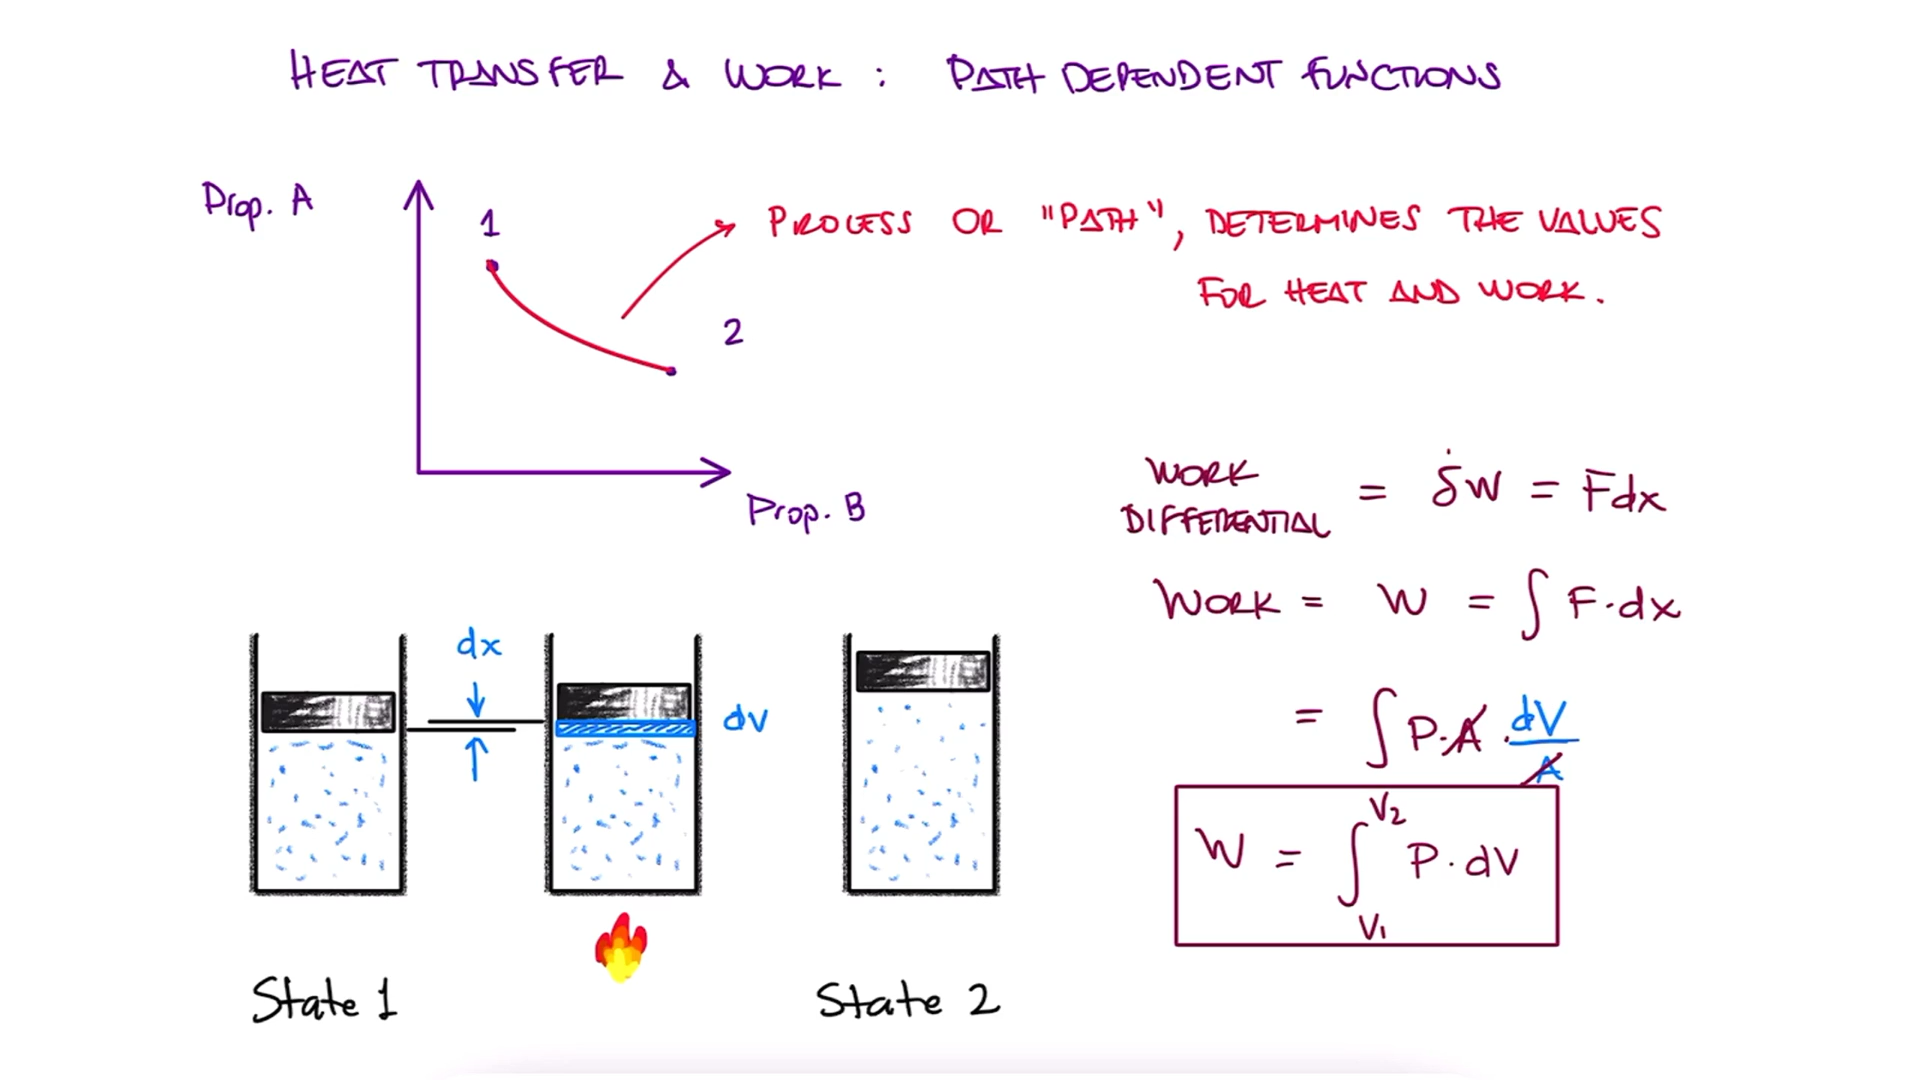 HEAT TRANSFER & WORK : PATH DEPENDENT FUNCTIONS
Prop. A
1
2
Prop. B
PROCESS OR "PATH", DETERMINES THE VALUES
FOR HEAT AND WORK.
WORK
DIFFERENTIAL = δW = Fdx
WORK = W = ∫ F·dx
= ∫ P·A · dV/A
W = ∫ V₁ V₂ P·dV
dx
dV
State 1
State 2